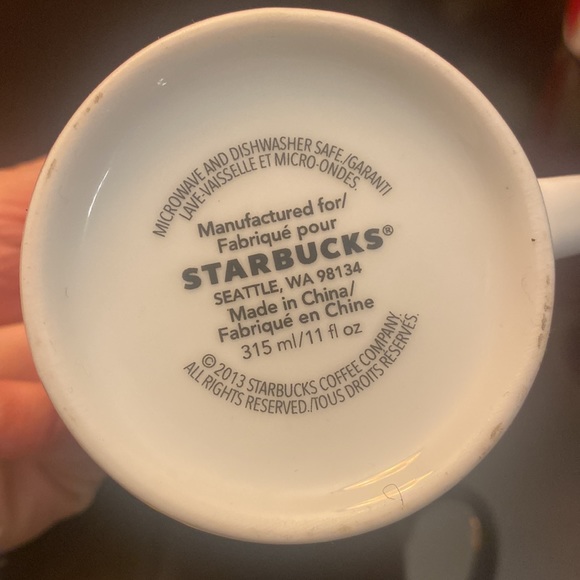 MICROWAVE AND DISHWASHER SAFE./GARANTI
LAVE-VAISSELLE ET MICRO-ONDES.
Manufactured for/
Fabriqué pour
STARBUCKS®
SEATTLE, WA 98134
Made in China/
Fabriqué en Chine
315 ml/11 fl oz
© 2013 STARBUCKS COFFEE COMPANY.
ALL RIGHTS RESERVED./TOUS DROITS RÉSERVÉS.